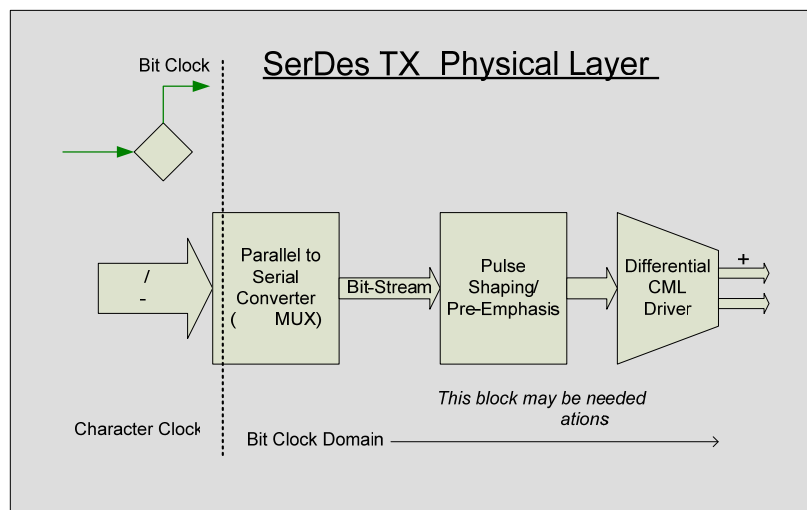 SerDes TX Physical Layer
Bit Clock
/
-
Parallel to
Serial
Converter
( MUX)
Bit-Stream
Pulse
Shaping/
Pre-Emphasis
Differential
CML
Driver
+
This block may be needed
ations
Character Clock
Bit Clock Domain